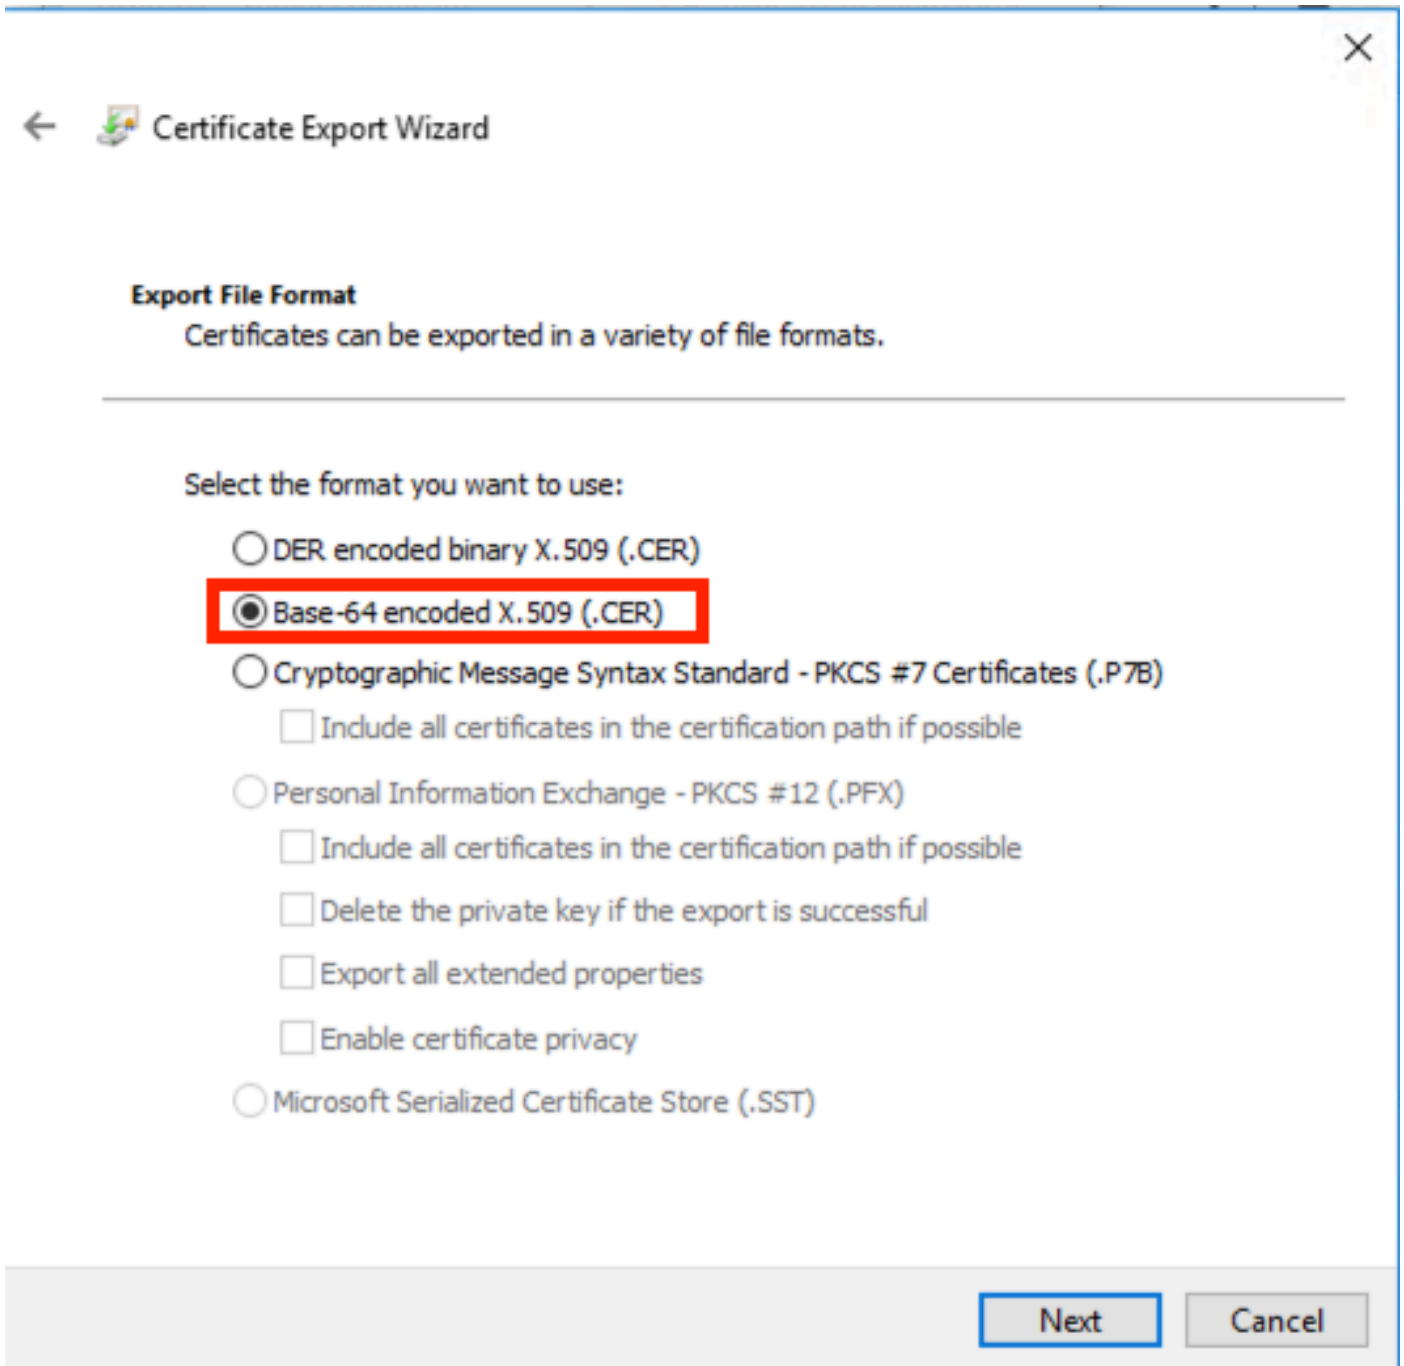 Certificate Export Wizard
Export File Format
Certificates can be exported in a variety of file formats.
Select the format you want to use:
DER encoded binary X.509 (.CER)
Base-64 encoded X.509 (.CER)
Cryptographic Message Syntax Standard - PKCS #7 Certificates (.P7B)
Include all certificates in the certification path if possible
Personal Information Exchange - PKCS #12 (.PFX)
Include all certificates in the certification path if possible
Delete the private key if the export is successful
Export all extended properties
Enable certificate privacy
Microsoft Serialized Certificate Store (.SST)
Next Cancel